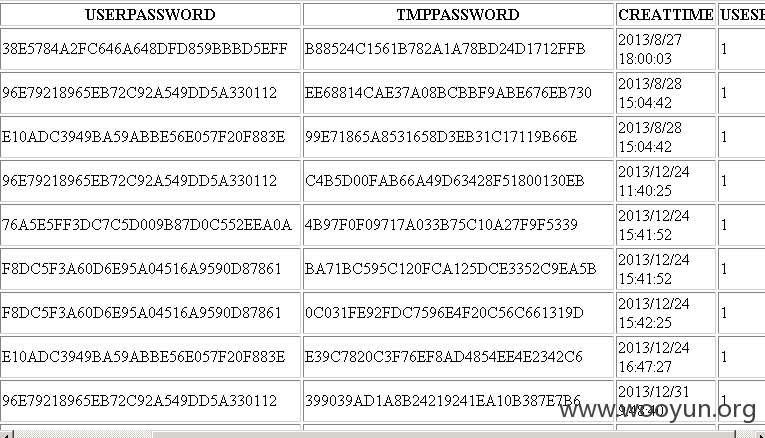 USERPASSWORD TMPPASSWORD CREATTIME USESE
38E5784A2FC646A648DFD859BBBD5EFF B88524C1561B782A1A78BD24D1712FFB 2013/8/27 18:00:03 1
96E79218965EB72C92A549DD5A330112 EE68814CAE37A08BCBBF9ABE676EB730 2013/8/28 15:04:42 1
E10ADC3949BA59ABBE56E057F20F883E 99E71865A8531658D3EB31C17119B66E 2013/8/28 15:04:42 1
96E79218965EB72C92A549DD5A330112 C4B5D00FAB66A49D63428F51800130EB 2013/12/24 11:40:25 1
76A5E5FF3DC7C5D009B87D0C552EEA0A 4B97F0F09717A033B75C10A27F9F5339 2013/12/24 15:41:52 1
F8DC5F3A60D6E95A04516A9590D87861 BA71BC595C120FCA125DCE3352C9EA5B 2013/12/24 15:41:52 1
F8DC5F3A60D6E95A04516A9590D87861 0C031FE92FDC7596E4F20C56C661319D 2013/12/24 15:42:25 1
E10ADC3949BA59ABBE56E057F20F883E E39C7820C3F76EF8AD4854EE4E2342C6 2013/12/24 16:47:27 1
96E79218965EB72C92A549DD5A330112 399039AD1A8B24219241EA10B387E7B6 2013/12/31 9:48:40 1
www.wooyun.org